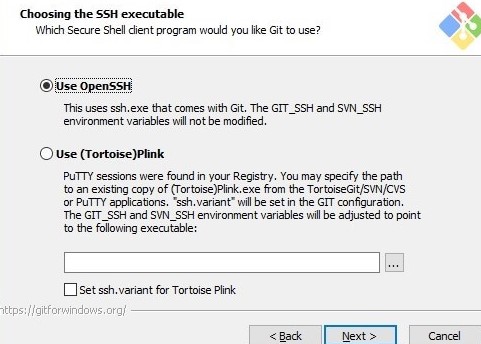 Choosing the SSH executable
Which Secure Shell client program would you like Git to use?
Use OpenSSH
This uses ssh.exe that comes with Git. The GIT_SSH and SVN_SSH
environment variables will not be modified.
Use (Tortoise)Plink
PuTTY sessions were found in your Registry. You may specify the path
to an existing copy of (Tortoise)Plink.exe from the TortoiseGit/SVN/CVS
or PuTTY applications. "ssh.variant" will be set in the GIT configuration.
The GIT_SSH and SVN_SSH environment variables will be adjusted to point
to the following executable:
...
Set ssh.variant for Tortoise Plink
https://gitforwindows.org/
< Back Next > Cancel